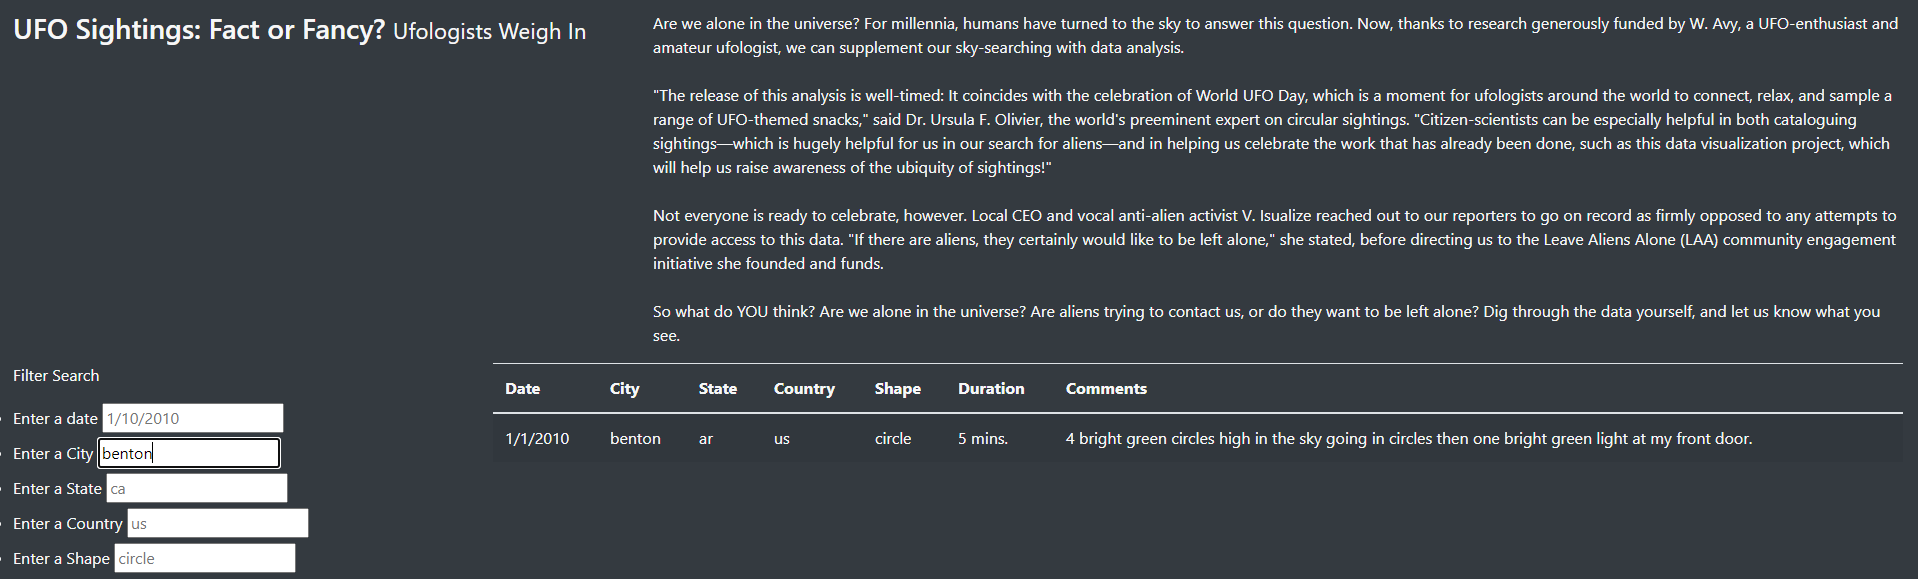 UFO Sightings: Fact or Fancy? Ufologists Weigh In
Are we alone in the universe? For millennia, humans have turned to the sky to answer this question. Now, thanks to research generously funded by W. Avy, a UFO-enthusiast and
amateur ufologist, we can supplement our sky-searching with data analysis.
"The release of this analysis is well-timed: It coincides with the celebration of World UFO Day, which is a moment for ufologists around the world to connect, relax, and sample a
range of UFO-themed snacks," said Dr. Ursula F. Olivier, the world's preeminent expert on circular sightings. "Citizen-scientists can be especially helpful in both cataloguing
sightings—which is hugely helpful for us in our search for aliens—and in helping us celebrate the work that has already been done, such as this data visualization project, which
will help us raise awareness of the ubiquity of sightings!"
Not everyone is ready to celebrate, however. Local CEO and vocal anti-alien activist V. Isualize reached out to our reporters to go on record as firmly opposed to any attempts to
provide access to this data. "If there are aliens, they certainly would like to be left alone," she stated, before directing us to the Leave Aliens Alone (LAA) community engagement
initiative she founded and funds.
So what do YOU think? Are we alone in the universe? Are aliens trying to contact us, or do they want to be left alone? Dig through the data yourself, and let us know what you
see.
Filter Search
Enter a date 1/10/2010
Enter a City benton
Enter a State ca
Enter a Country us
Enter a Shape circle
Date City State Country Shape Duration Comments
1/1/2010 benton ar us circle 5 mins. 4 bright green circles high in the sky going in circles then one bright green light at my front door.